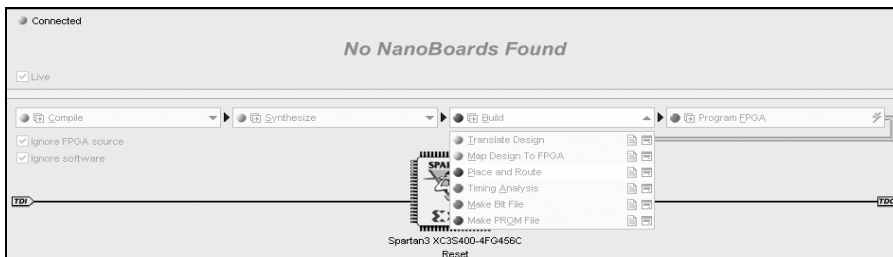 Connected
No NanoBoards Found
Live
Compile
Synthesize
Build
Program FPGA
Ignore FPGA source
Ignore software
Translate Design
Map Design To FPGA
Place and Route
Timing Analysis
Make Bit File
Make PROM File
SPA
TDI
TDO
Spartan3 XC3S400-4FG456C
Reset